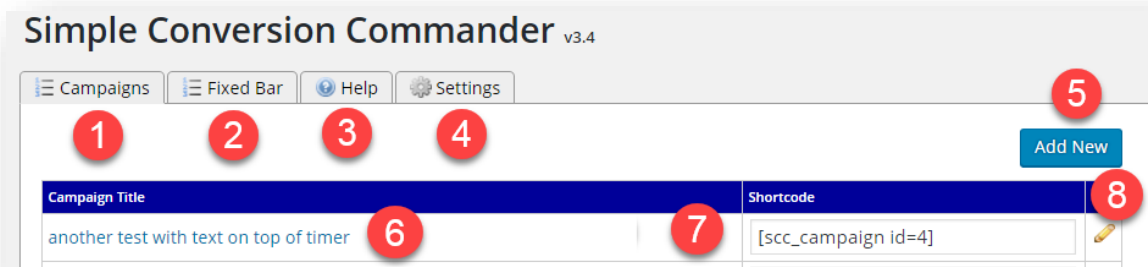 Simple Conversion Commander v3.4
Campaigns Fixed Bar Help Settings
1 2 3 4 5
Add New
Campaign Title Shortcode 8
another test with text on top of timer 6 7 [scc_campaign id=4]